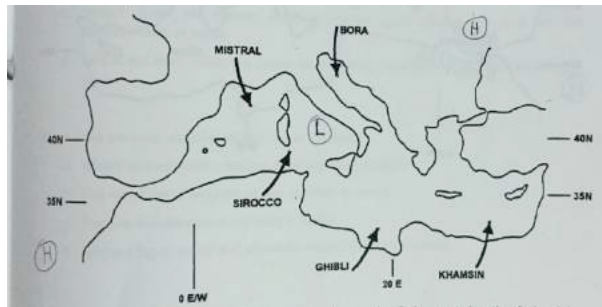 BORA
H
MISTRAL
L
40N
40N
35N
35N
SIROCCO
H
GHIBLI
20 E
KHAMSIN
0 E/W